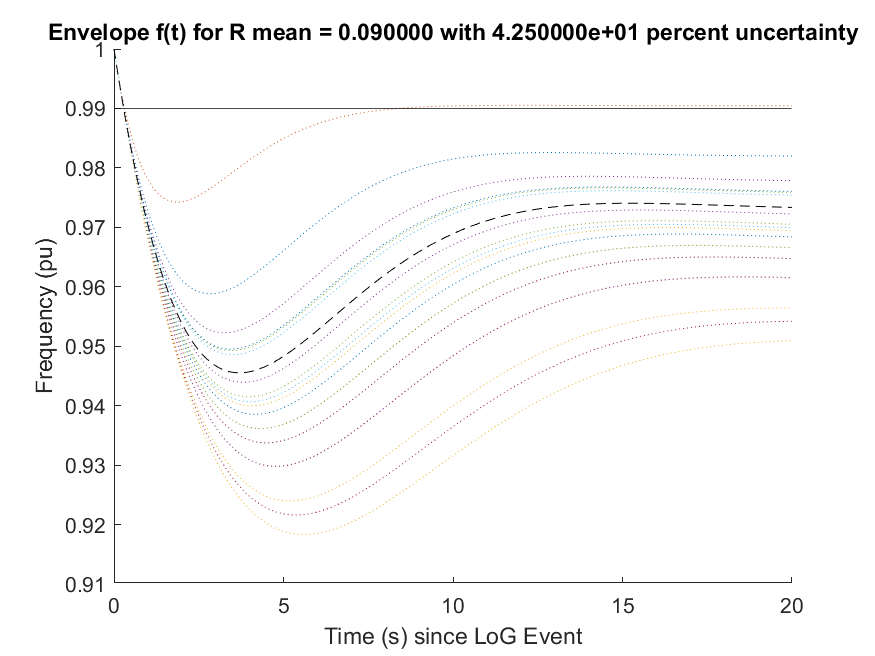 Envelope f(t) for R mean = 0.090000 with 4.250000e+01 percent uncertainty
1
0.99
0.98
0.97
0.96
0.95
0.94
0.93
0.92
0.91
Frequency (pu)
0 5 10 15 20
Time (s) since LoG Event